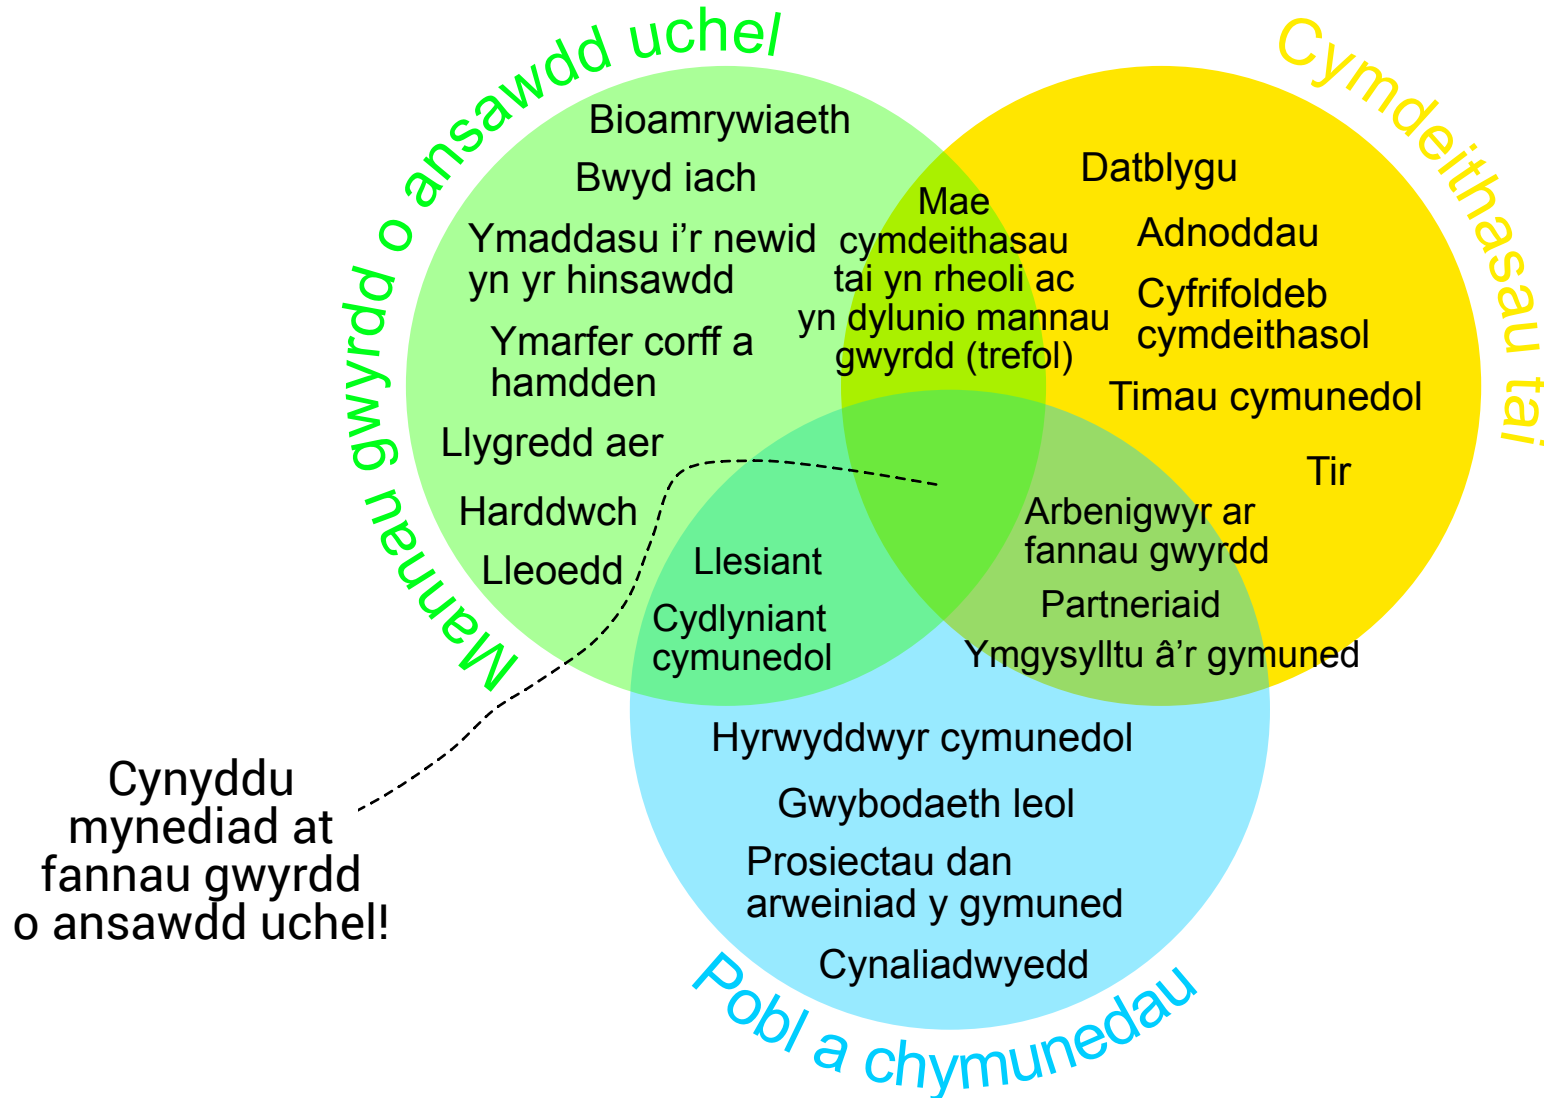 Mannau gwyrdd o ansawdd uchel
Bioamrywiaeth
Bwyd iach
Ymaddasu i’r newid
yn yr hinsawdd
Ymarfer corff a
hamdden
Llygredd aer
Harddwch
Lleoedd
Mae
cymdeithasau
tai yn rheoli ac
yn dylunio mannau
gwyrdd (trefol)
Cymdeithasau tai
Datblygu
Adnoddau
Cyfrifoldeb
cymdeithasol
Timau cymunedol
Tir
Arbenigwyr ar
fannau gwyrdd
Partneriaid
Ymgysylltu â’r gymuned
Llesiant
Cydlyniant
cymunedol
Hyrwyddwyr cymunedol
Gwybodaeth leol
Prosiectau dan
arweiniad y gymuned
Cynaliadwyedd
Pobl a chymunedau
Cynyddu
mynediad at
fannau gwyrdd
o ansawdd uchel!